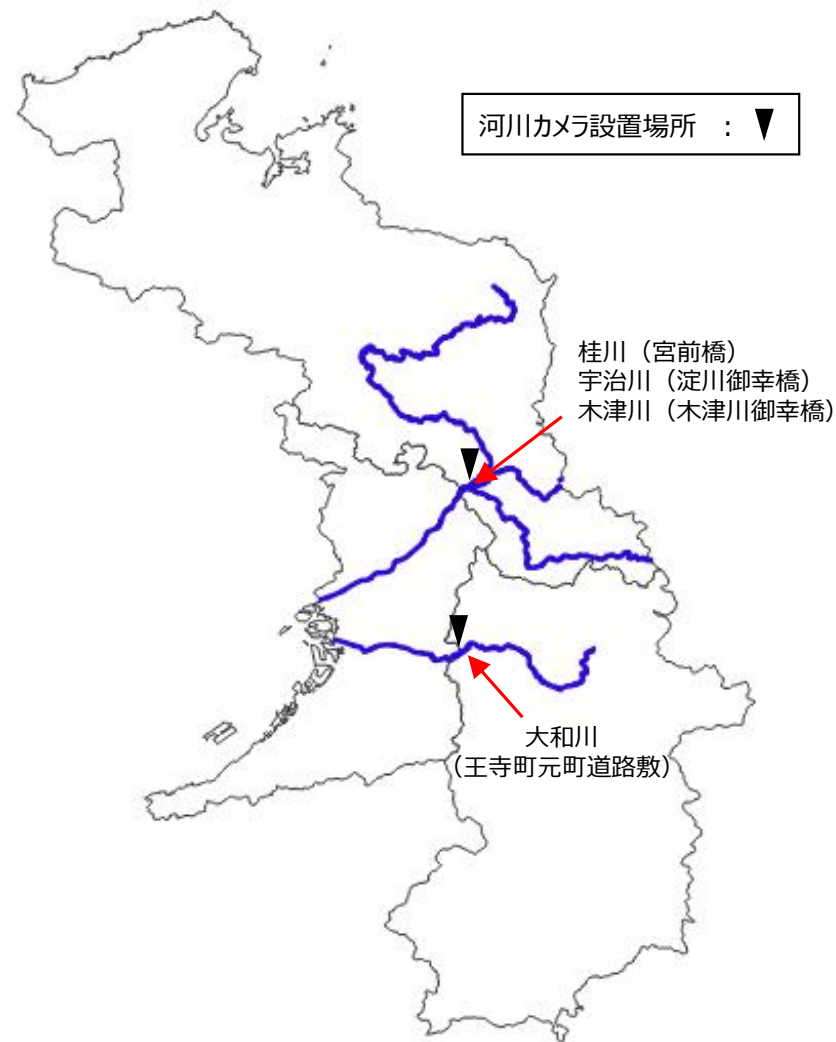 河川カメラ設置場所 : ▼
桂川（宮前橋）
宇治川（淀川御幸橋）
木津川（木津川御幸橋）
大和川
（王寺町元町道路敷）